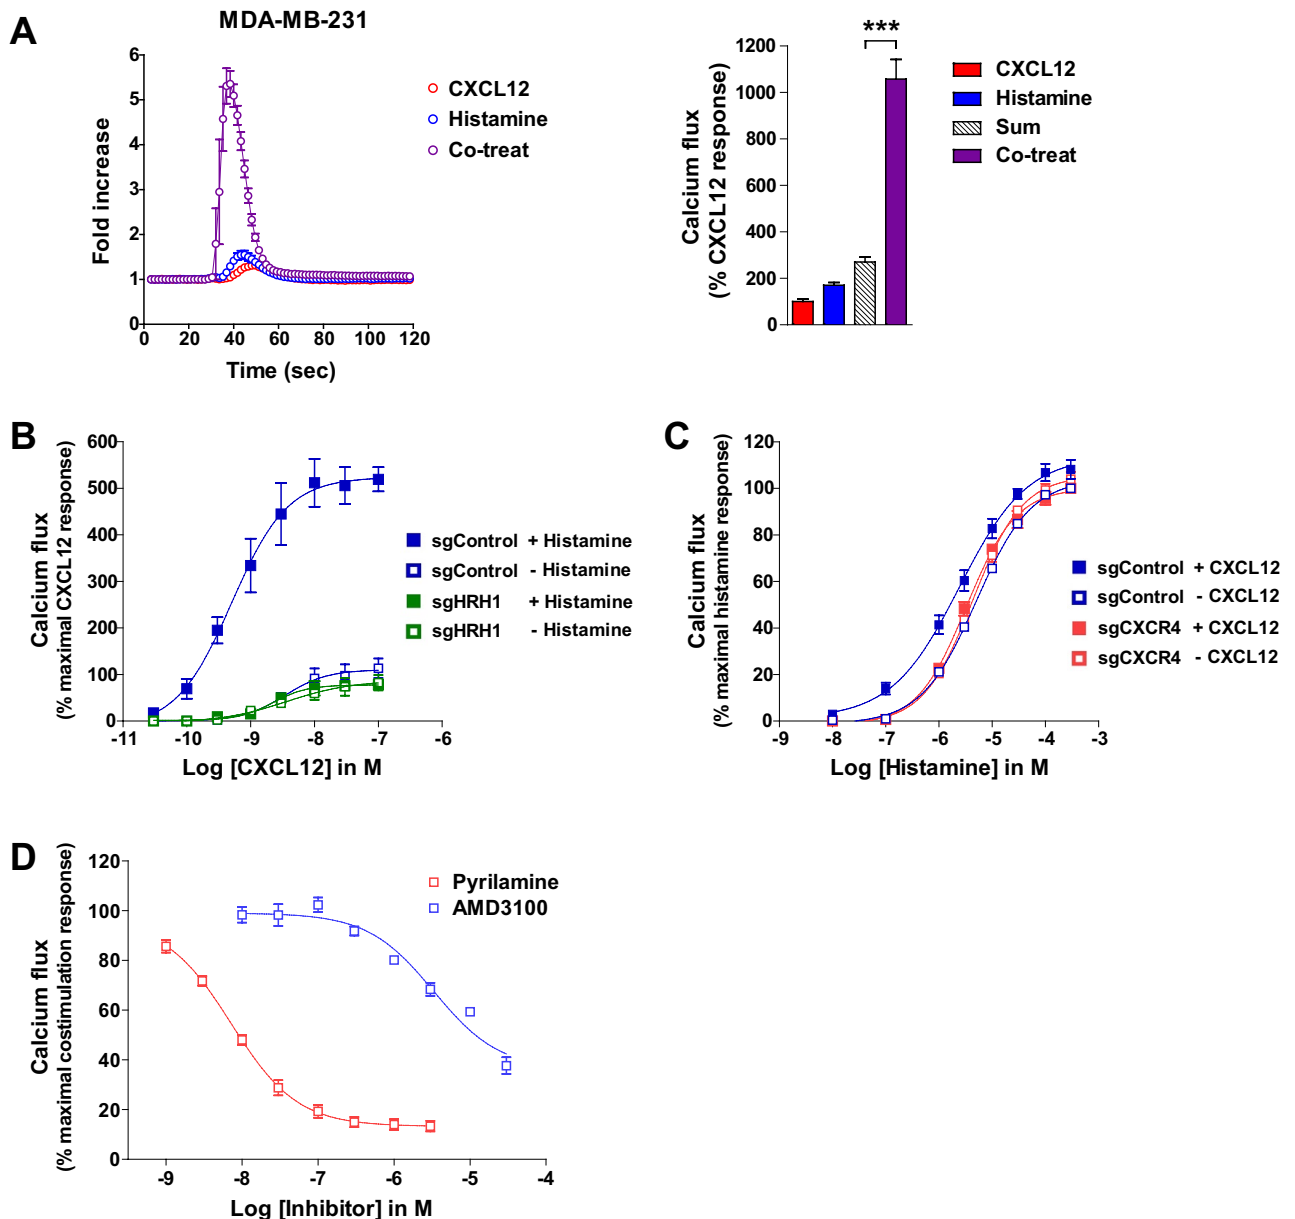 A
MDA-MB-231
Fold increase
6
5
4
3
2
1
0
0 20 40 60 80 100 120
Time (sec)
CXCL12
Histamine
Co-treat
Calcium flux
(% CXCL12 response)
1200
1000
800
600
400
200
0
***
CXCL12
Histamine
Sum
Co-treat
B
Calcium flux
(% maximal CXCL12 response)
600
500
400
300
200
100
0
-11 -10 -9 -8 -7 -6
Log [CXCL12] in M
sgControl + Histamine
sgControl - Histamine
sgHRH1 + Histamine
sgHRH1 - Histamine
C
Calcium flux
(% maximal histamine response)
120
100
80
60
40
20
0
-9 -8 -7 -6 -5 -4 -3
Log [Histamine] in M
sgControl + CXCL12
sgControl - CXCL12
sgCXCR4 + CXCL12
sgCXCR4 - CXCL12
D
Calcium flux
(% maximal costimulation response)
120
100
80
60
40
20
0
-9 -8 -7 -6 -5 -4
Log [Inhibitor] in M
Pyrilamine
AMD3100